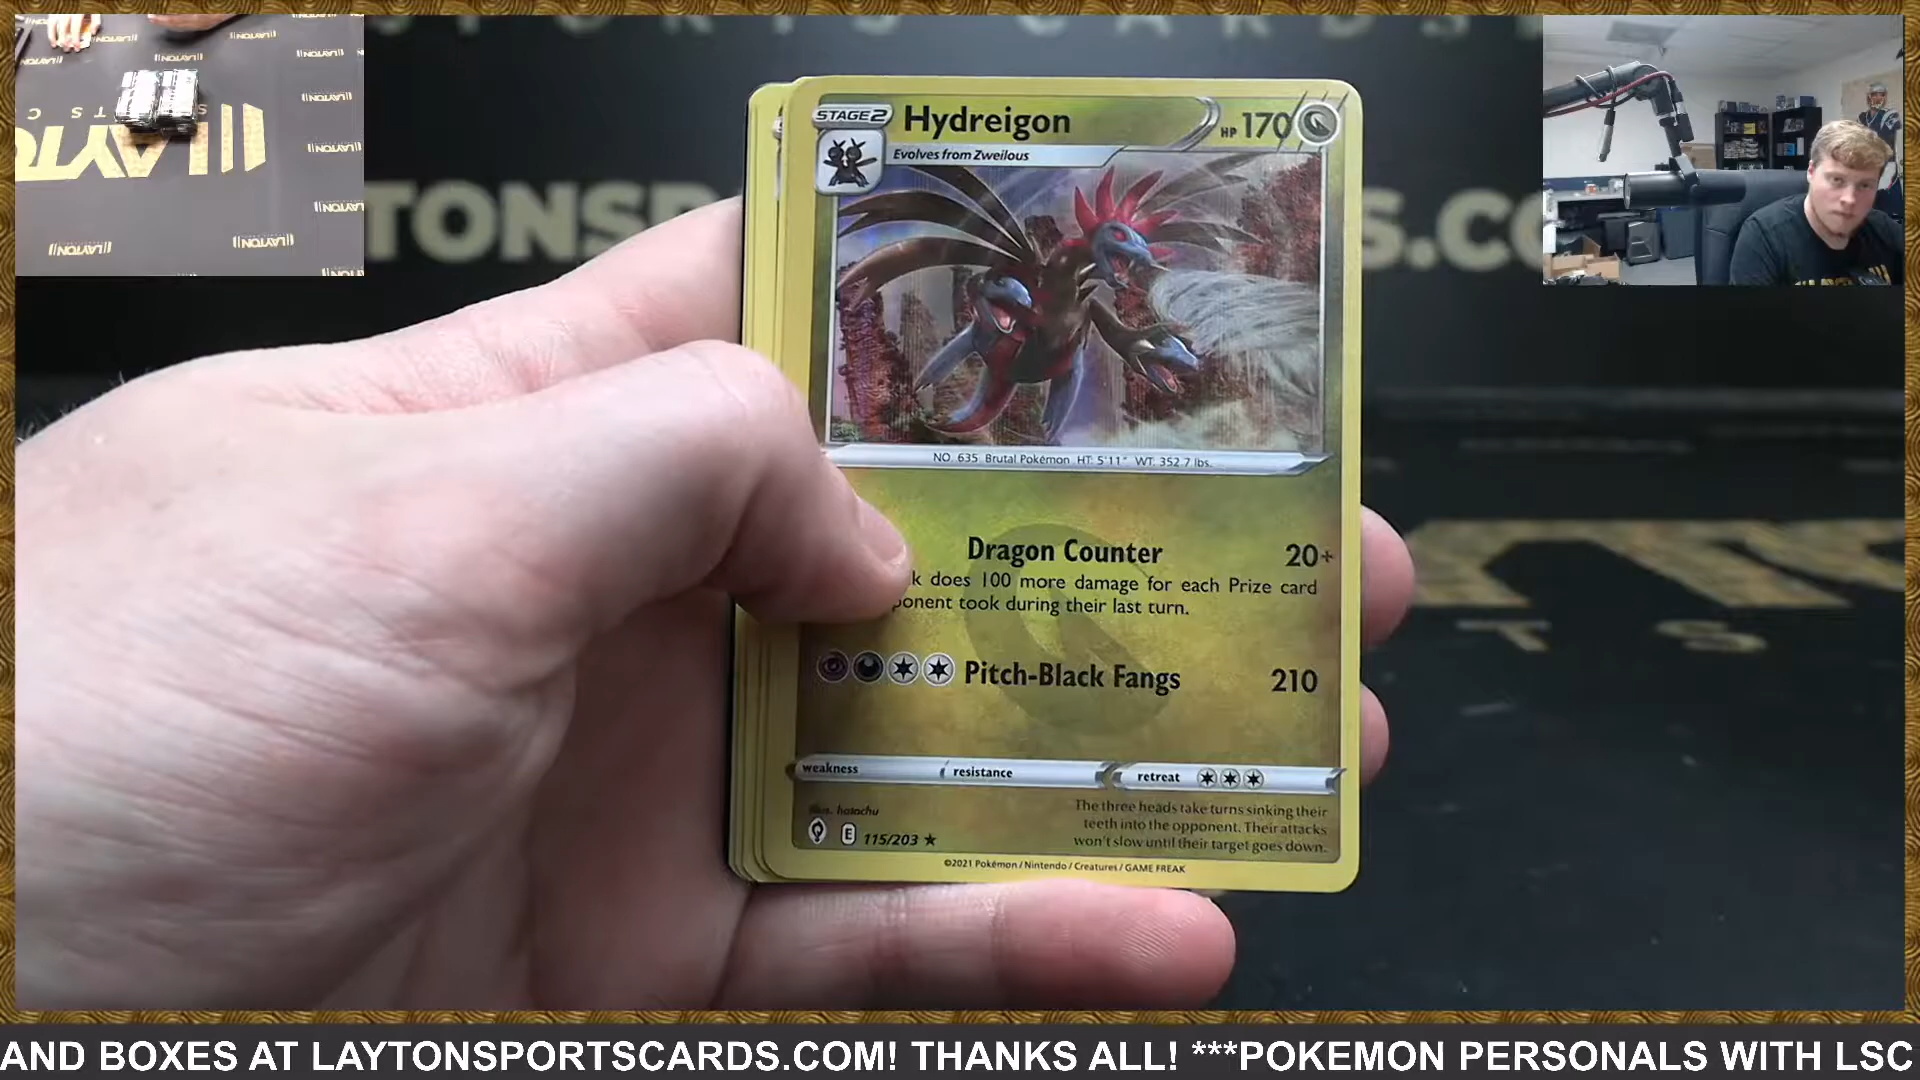 STAGE 2
Hydreigon
HP 170
Evolves from Zweilous
NO. 635 Brutal Pokémon HT: 5'11" WT: 352.7 lbs.
Dragon Counter 20+
k does 100 more damage for each Prize card
ponent took during their last turn.
Pitch-Black Fangs 210
weakness resistance retreat
illus. hatachu
E 115/203 ★
The three heads take turns sinking their
teeth into the opponent. Their attacks
won't slow until their target goes down.
©2021 Pokémon / Nintendo / Creatures / GAME FREAK
TONSP
S.CO
T S
LAYTON
AND BOXES AT LAYTONSPORTSCARDS.COM! THANKS ALL! ***POKEMON PERSONALS WITH LSC